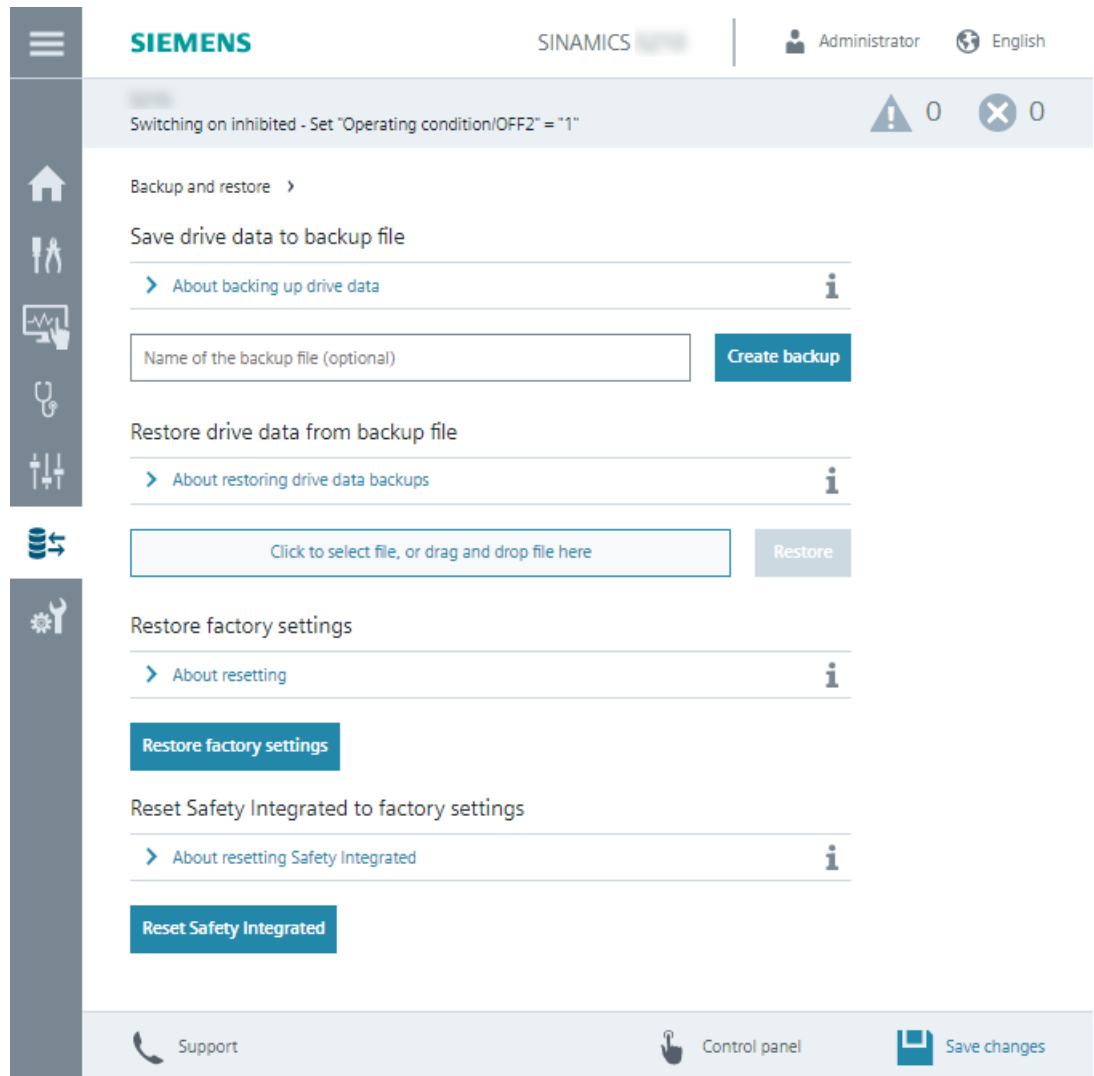 SIEMENS
SINAMICS
Administrator
English
Switching on inhibited - Set "Operating condition/OFF2" = "1"
0
0
Backup and restore
Save drive data to backup file
About backing up drive data
Name of the backup file (optional)
Create backup
Restore drive data from backup file
About restoring drive data backups
Click to select file, or drag and drop file here
Restore
Restore factory settings
About resetting
Restore factory settings
Reset Safety Integrated to factory settings
About resetting Safety Integrated
Reset Safety Integrated
Support
Control panel
Save changes